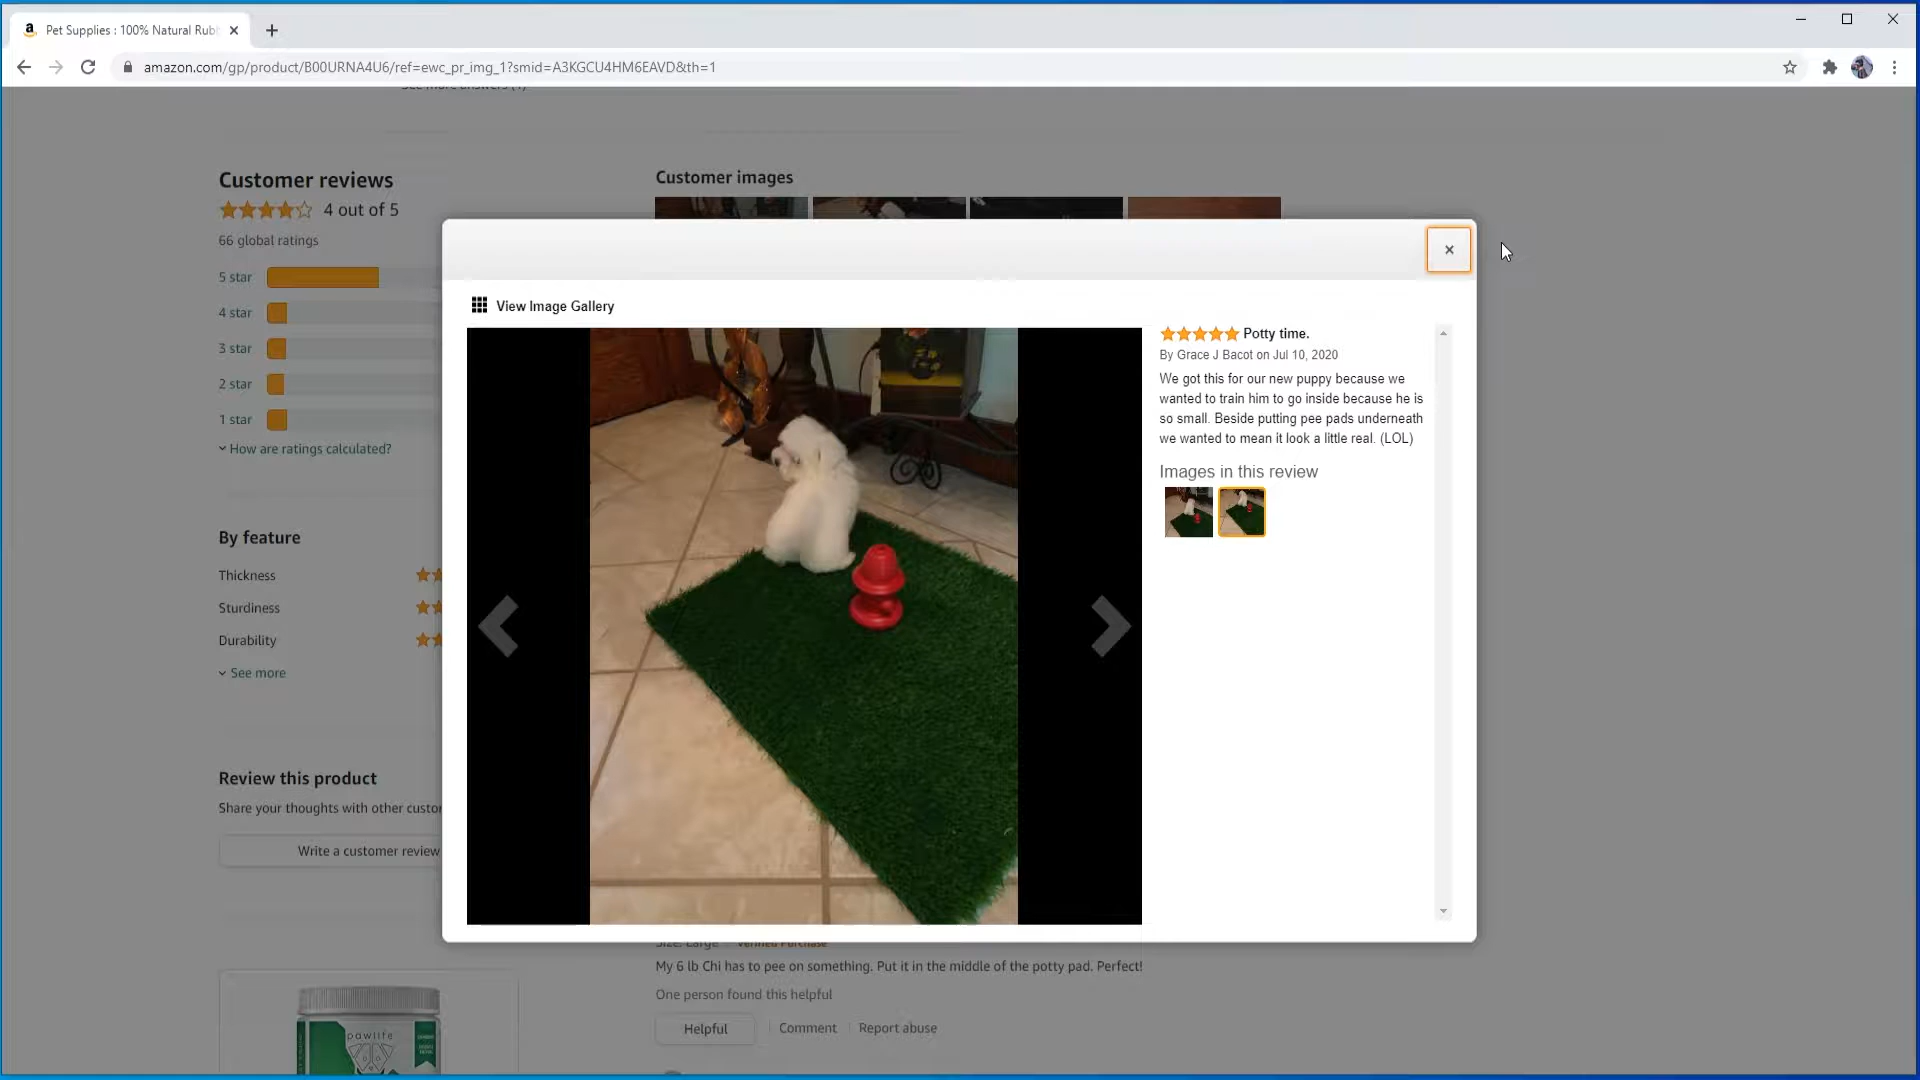 Pet Supplies : 100% Natural Rubb
amazon.com/gp/product/B00URNA4U6/ref=ewc_pr_img_1?smid=A3KGCU4HM6EAVD&th=1
Customer reviews
4 out of 5
66 global ratings
5 star
4 star
3 star
2 star
1 star
How are ratings calculated?
By feature
Thickness
Sturdiness
Durability
See more
Review this product
Share your thoughts with other
Write a customer review
pawlife
Customer images
View Image Gallery
Potty time.
By Grace J Bacot on Jul 10, 2020
We got this for our new puppy because we
wanted to train him to go inside because he is
so small. Beside putting pee pads underneath
we wanted to mean it look a little real. (LOL)
Images in this review
Size: Large Verified Purchase
My 6 lb Chi has to pee on something. Put it in the middle of the potty pad. Perfect!
One person found this helpful
Helpful Comment Report abuse